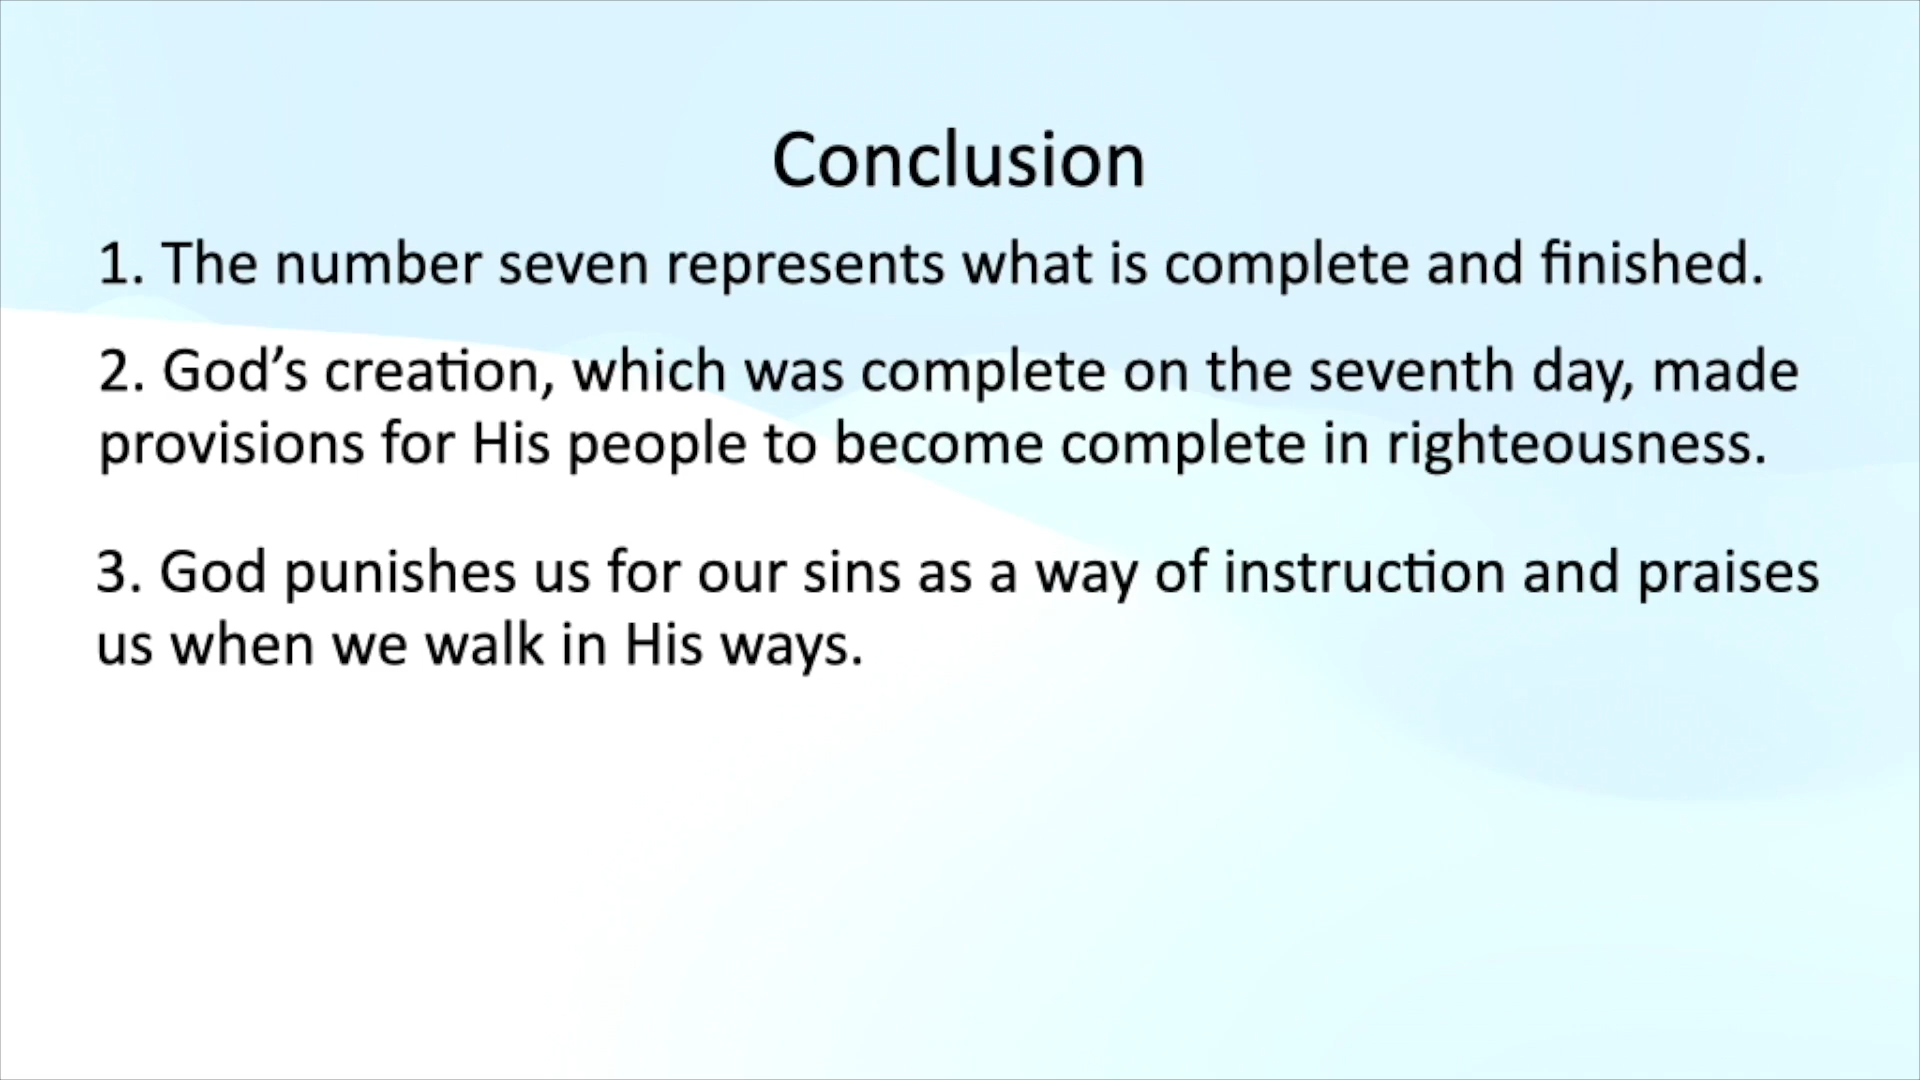 Conclusion
1. The number seven represents what is complete and finished.
2. God’s creation, which was complete on the seventh day, made
provisions for His people to become complete in righteousness.
3. God punishes us for our sins as a way of instruction and praises
us when we walk in His ways.